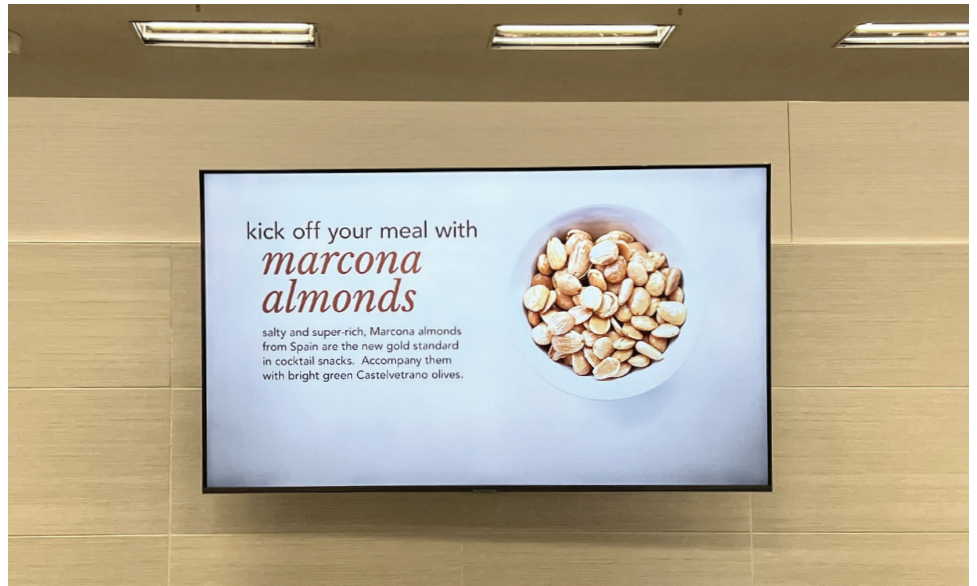 kick off your meal with
marcona
almonds
salty and super-rich, Marcona almonds
from Spain are the new gold standard
in cocktail snacks. Accompany them
with bright green Castelvetrano olives.